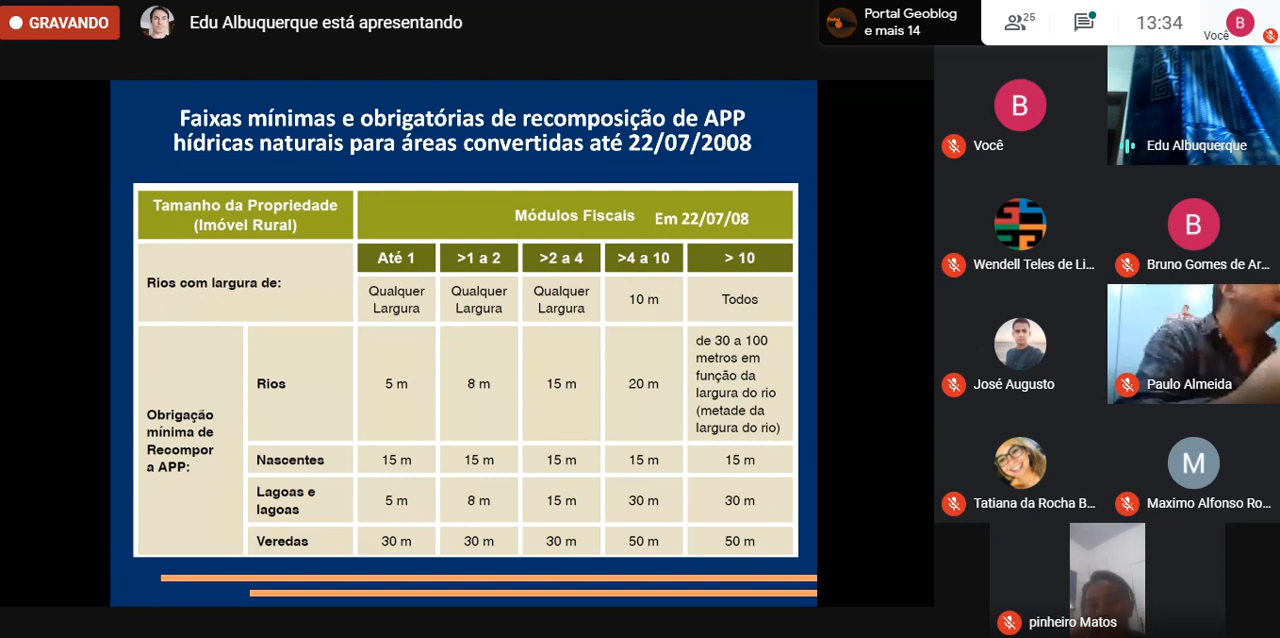 GRAVANDO
Edu Albuquerque está apresentando
Portal Geoblog
e mais 14
25
13:34
Você
B
Faixas mínimas e obrigatórias de recomposição de APP
hídricas naturais para áreas convertidas até 22/07/2008
Tamanho da Propriedade
(Imóvel Rural)
Módulos Fiscais Em 22/07/08
Rios com largura de:
Até 1
>1 a 2
>2 a 4
>4 a 10
> 10
Qualquer
Largura
Qualquer
Largura
Qualquer
Largura
10 m
Todos
Obrigação
mínima de
Recompor
a APP:
Rios
5 m
8 m
15 m
20 m
de 30 a 100
metros em
função da
largura do rio
(metade da
largura do rio)
Nascentes
15 m
15 m
15 m
15 m
15 m
Lagoas e
lagoas
5 m
8 m
15 m
30 m
30 m
Veredas
30 m
30 m
30 m
50 m
50 m
B
Você
Edu Albuquerque
Wendell Teles de Li...
B
Bruno Gomes de Ar...
José Augusto
Paulo Almeida
Tatiana da Rocha B...
M
Maximo Alfonso Ro...
pinheiro Matos